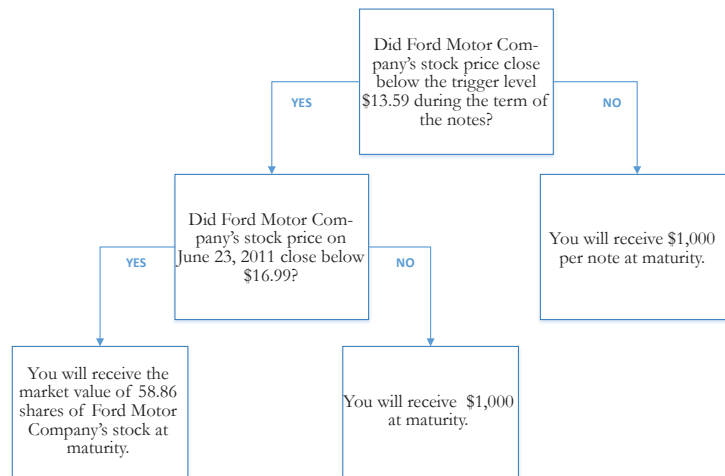 Did Ford Motor Com-
pany's stock price close
below the trigger level
$13.59 during the term of
the notes?
YES
NO
Did Ford Motor Com-
pany's stock price on
June 23, 2011 close below
$16.99?
You will receive $1,000
per note at maturity.
YES
NO
You will receive the
market value of 58.86
shares of Ford Motor
Company's stock at
maturity.
You will receive $1,000
at maturity.